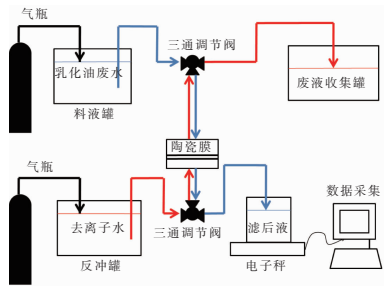 气瓶
三通调节阀
乳化油废水
废液收集罐
料液罐
陶瓷膜
气瓶
数据采集
去离子水
滤后液
三通调节阀
反冲罐
电子秤